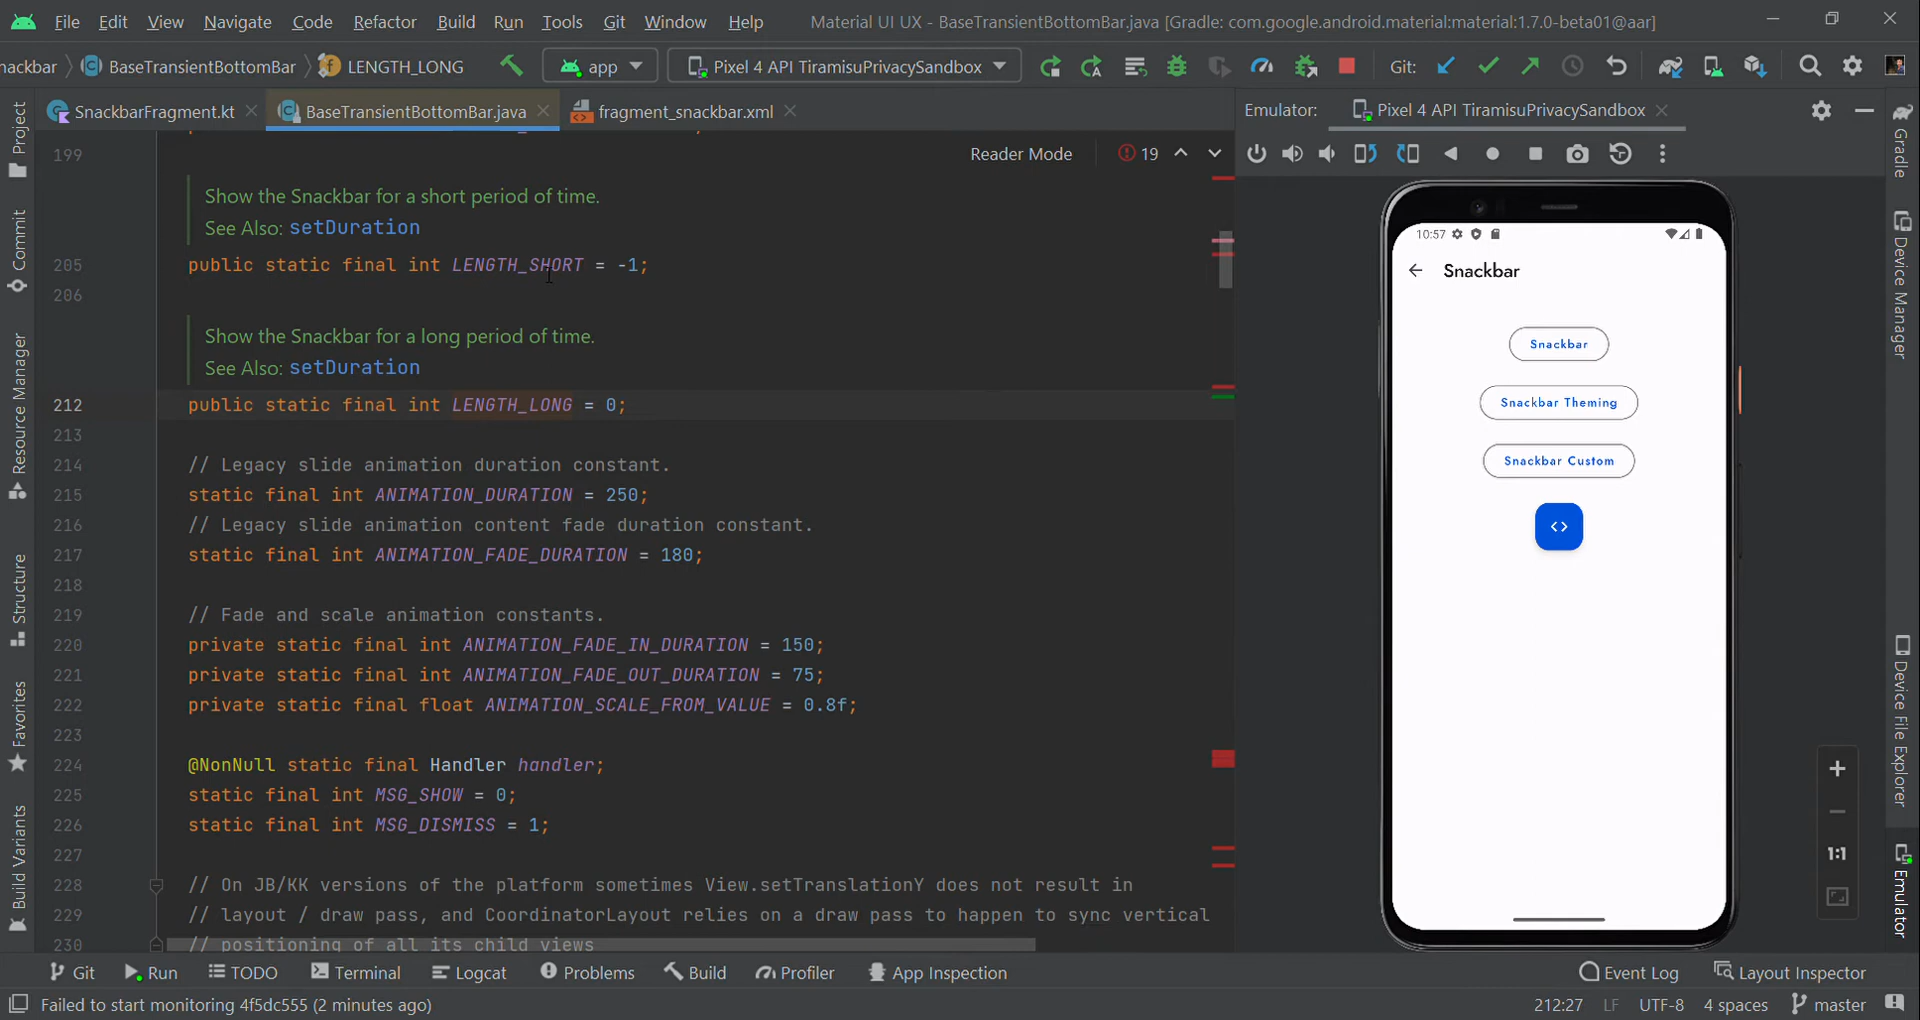 File Edit View Navigate Code Refactor Build Run Tools Git Window Help Material UI UX - BaseTransientBottomBar.java [Gradle: com.google.android.material:material:1.7.0-beta01@aar]
nackbar BaseTransientBottomBar LENGTH_LONG app Pixel 4 API TiramisuPrivacySandbox Git:
SnackbarFragment.kt BaseTransientBottomBar.java fragment_snackbar.xml
Emulator: Pixel 4 API TiramisuPrivacySandbox
Reader Mode 19
199
Show the Snackbar for a short period of time.
See Also: setDuration
205 public static final int LENGTH_SHORT = -1;
206
Show the Snackbar for a long period of time.
See Also: setDuration
212 public static final int LENGTH_LONG = 0;
213
214 // Legacy slide animation duration constant.
215 static final int ANIMATION_DURATION = 250;
216 // Legacy slide animation content fade duration constant.
217 static final int ANIMATION_FADE_DURATION = 180;
218
219 // Fade and scale animation constants.
220 private static final int ANIMATION_FADE_IN_DURATION = 150;
221 private static final int ANIMATION_FADE_OUT_DURATION = 75;
222 private static final float ANIMATION_SCALE_FROM_VALUE = 0.8f;
223
224 @NonNull static final Handler handler;
225 static final int MSG_SHOW = 0;
226 static final int MSG_DISMISS = 1;
227
228 // On JB/KK versions of the platform sometimes View.setTranslationY does not result in
229 // layout / draw pass, and CoordinatorLayout relies on a draw pass to happen to sync vertical
230 // positioning of all its child views
Project
Commit
Resource Manager
Structure
Favorites
Build Variants
10:57
Snackbar
Snackbar
Snackbar Theming
Snackbar Custom
<>
1:1
Gradle
Device Manager
Device File Explorer
Emulator
Git Run TODO Terminal Logcat Problems Build Profiler App Inspection Event Log Layout Inspector
Failed to start monitoring 4f5dc555 (2 minutes ago) 212:27 LF UTF-8 4 spaces master